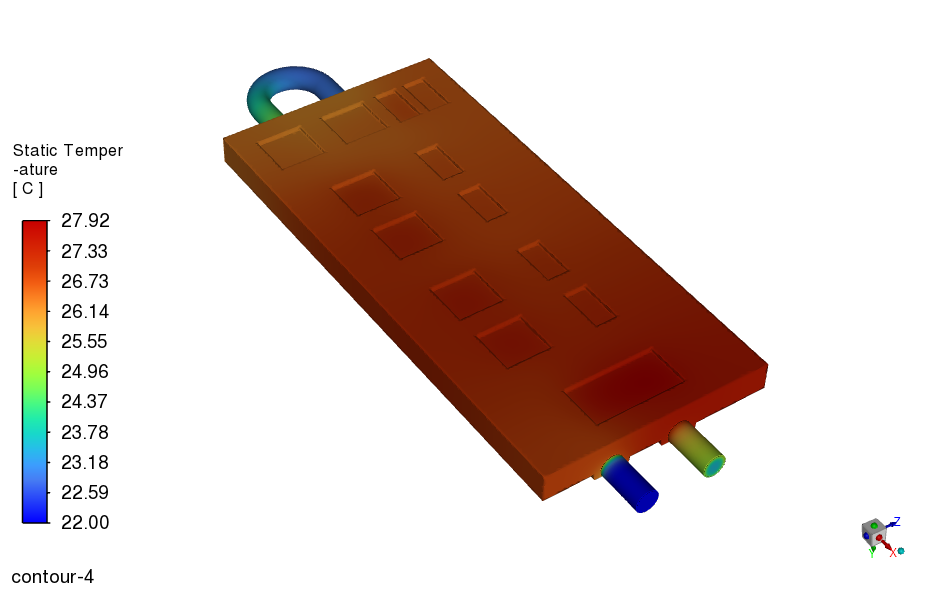 Static Temper
-ature
[ C ]
27.92
27.33
26.73
26.14
25.55
24.96
24.37
23.78
23.18
22.59
22.00
contour-4
Z
Y
X